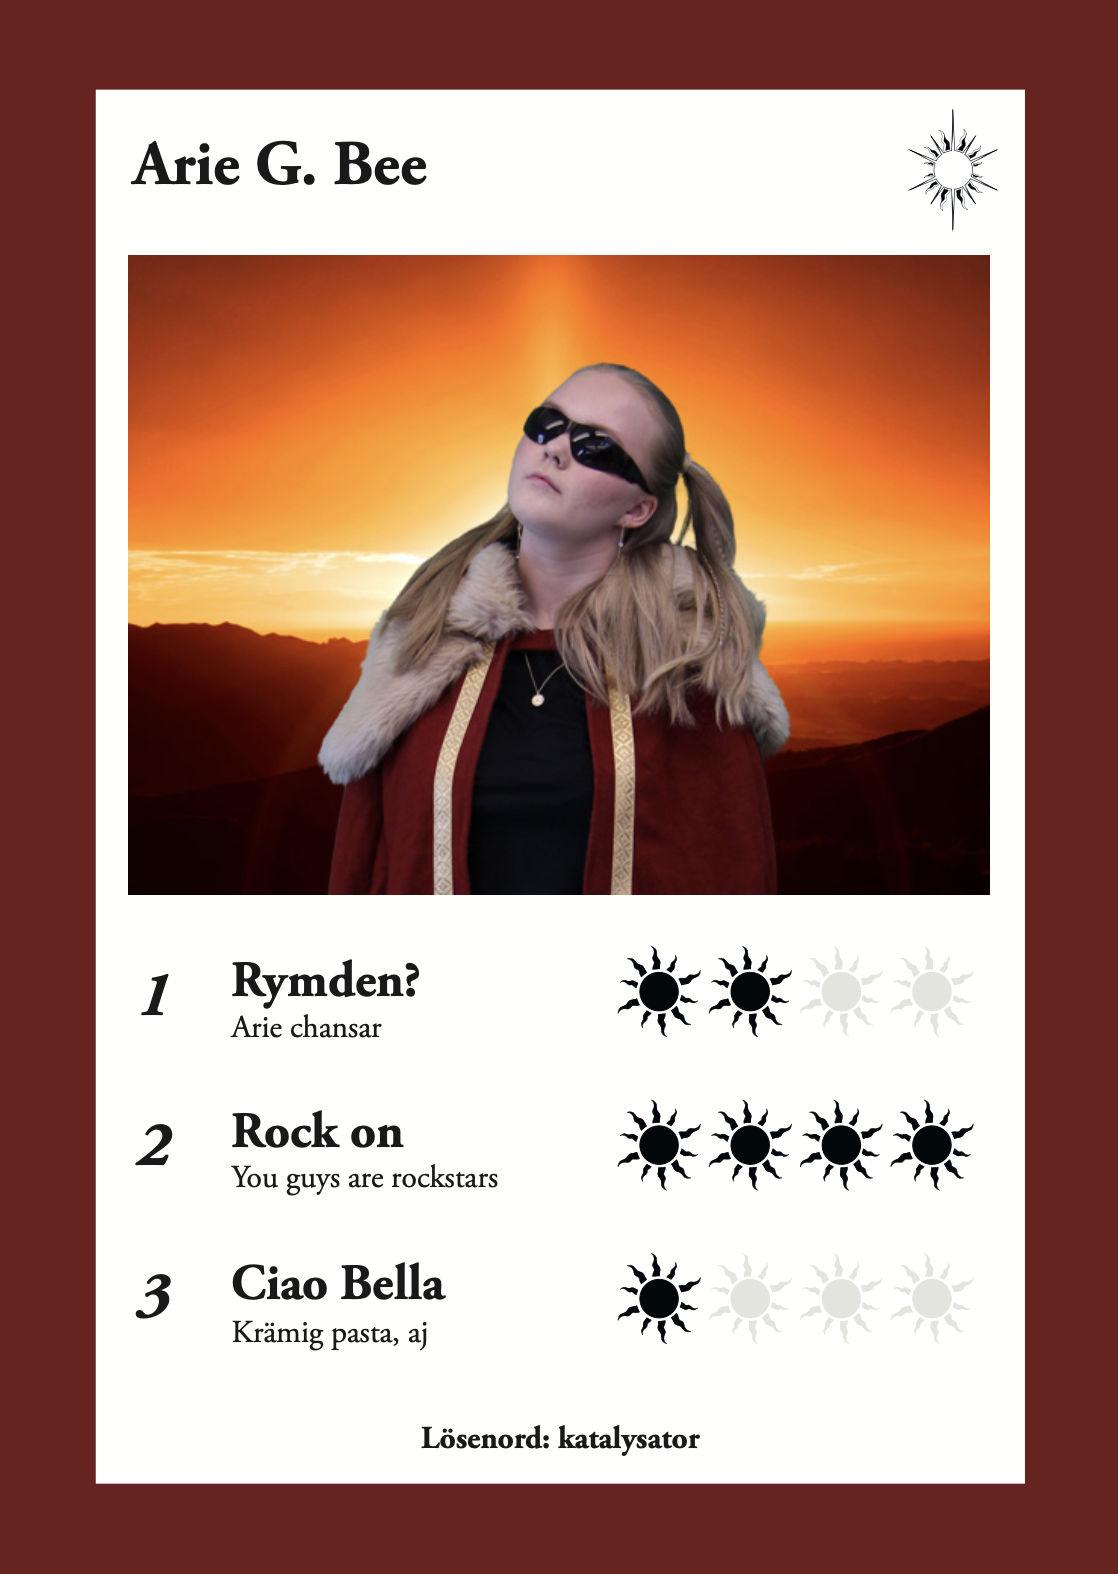 Arie G. Bee
1
Rymden?
Arie chansar
2
Rock on
You guys are rockstars
3
Ciao Bella
Krämig pasta, aj
Lösenord: katalysator